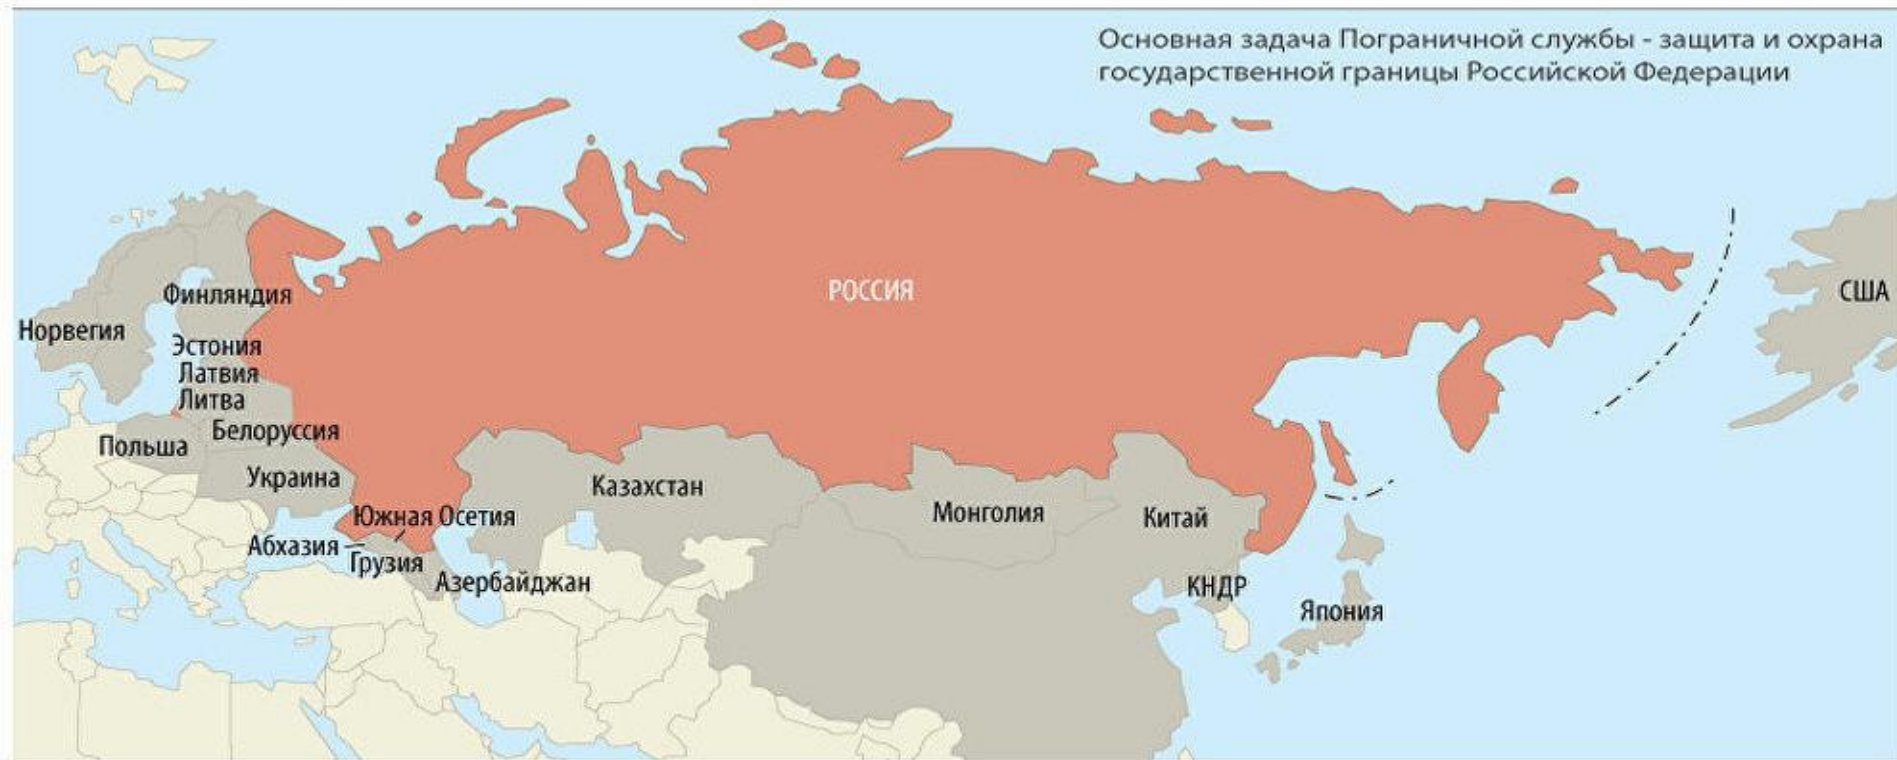 Основная задача Пограничной службы - защита и охрана
государственной границы Российской Федерации
РОССИЯ
США
Финляндия
Норвегия
Эстония
Латвия
Литва
Белоруссия
Польша
Украина
Казахстан
Монголия
Китай
Южная Осетия
Абхазия
Грузия
Азербайджан
КНДР
Япония